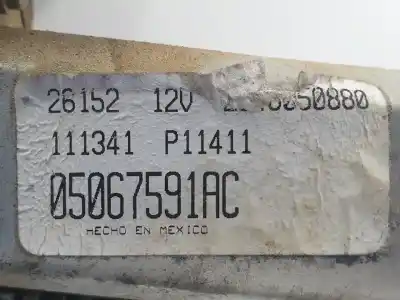 26152 12V
111341 P11411
05067591AC
HECHO EN MEXICO